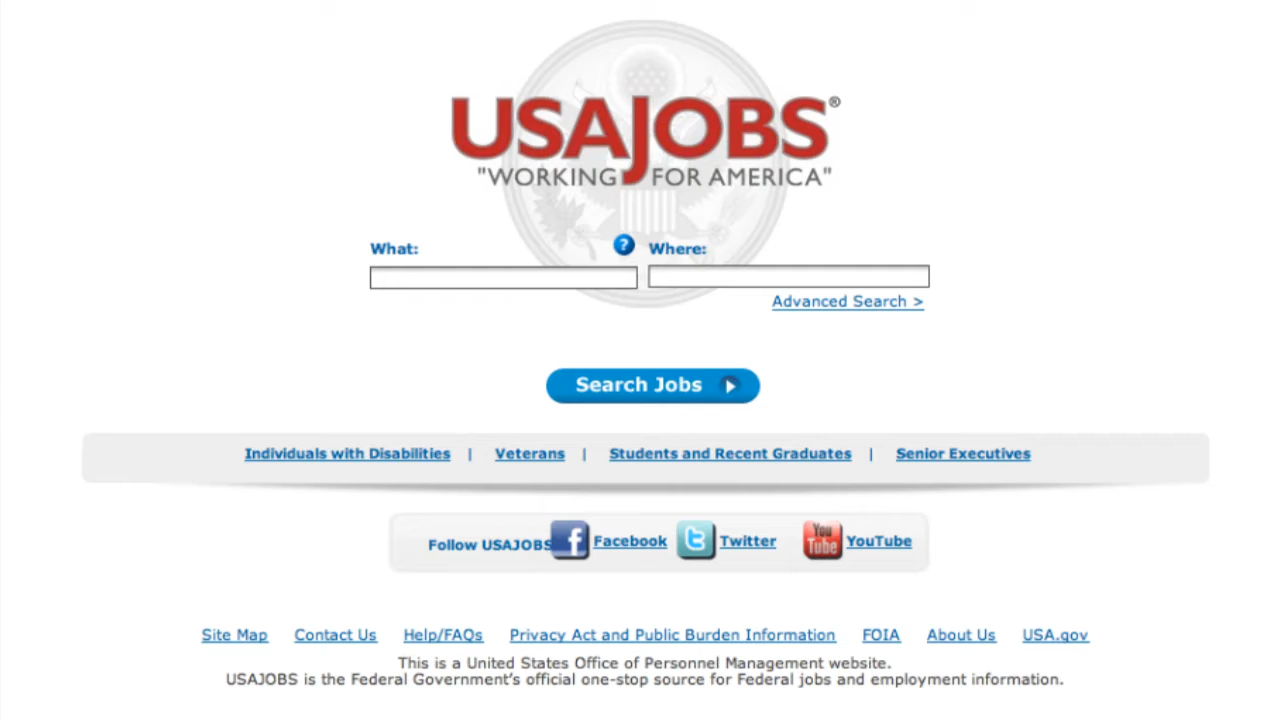 USAJOBS®
"WORKING FOR AMERICA"
What: ? Where:
Advanced Search >
Search Jobs
Individuals with Disabilities | Veterans | Students and Recent Graduates | Senior Executives
Follow USAJOBS f Facebook t Twitter You Tube YouTube
Site Map Contact Us Help/FAQs Privacy Act and Public Burden Information FOIA About Us USA.gov
This is a United States Office of Personnel Management website.
USAJOBS is the Federal Government's official one-stop source for Federal jobs and employment information.